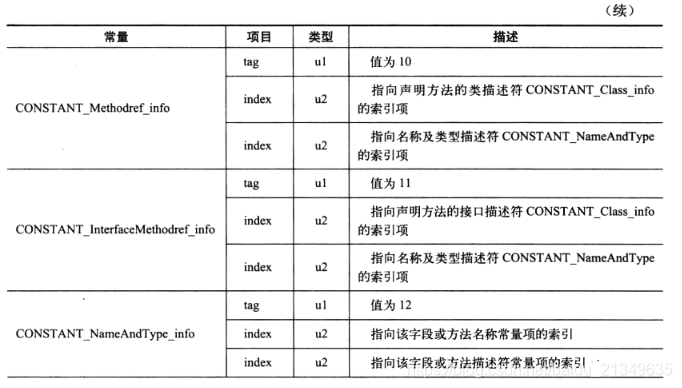 （续）
常量 项目 类型 描述
CONSTANT_Methodref_info
tag u1 值为 10
index u2 指向声明方法的类描述符 CONSTANT_Class_info
的索引项
index u2 指向名称及类型描述符 CONSTANT_NameAndType
的索引项
CONSTANT_InterfaceMethodref_info
tag u1 值为 11
index u2 指向声明方法的接口描述符 CONSTANT_Class_info
的索引项
index u2 指向名称及类型描述符 CONSTANT_NameAndType
的索引项
CONSTANT_NameAndType_info
tag u1 值为 12
index u2 指向该字段或方法名称常量项的索引
index u2 指向该字段或方法描述符常量项的索引